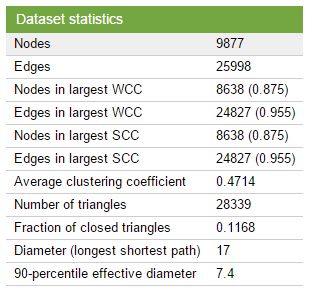 Dataset statistics
Nodes 9877
Edges 25998
Nodes in largest WCC 8638 (0.875)
Edges in largest WCC 24827 (0.955)
Nodes in largest SCC 8638 (0.875)
Edges in largest SCC 24827 (0.955)
Average clustering coefficient 0.4714
Number of triangles 28339
Fraction of closed triangles 0.1168
Diameter (longest shortest path) 17
90-percentile effective diameter 7.4